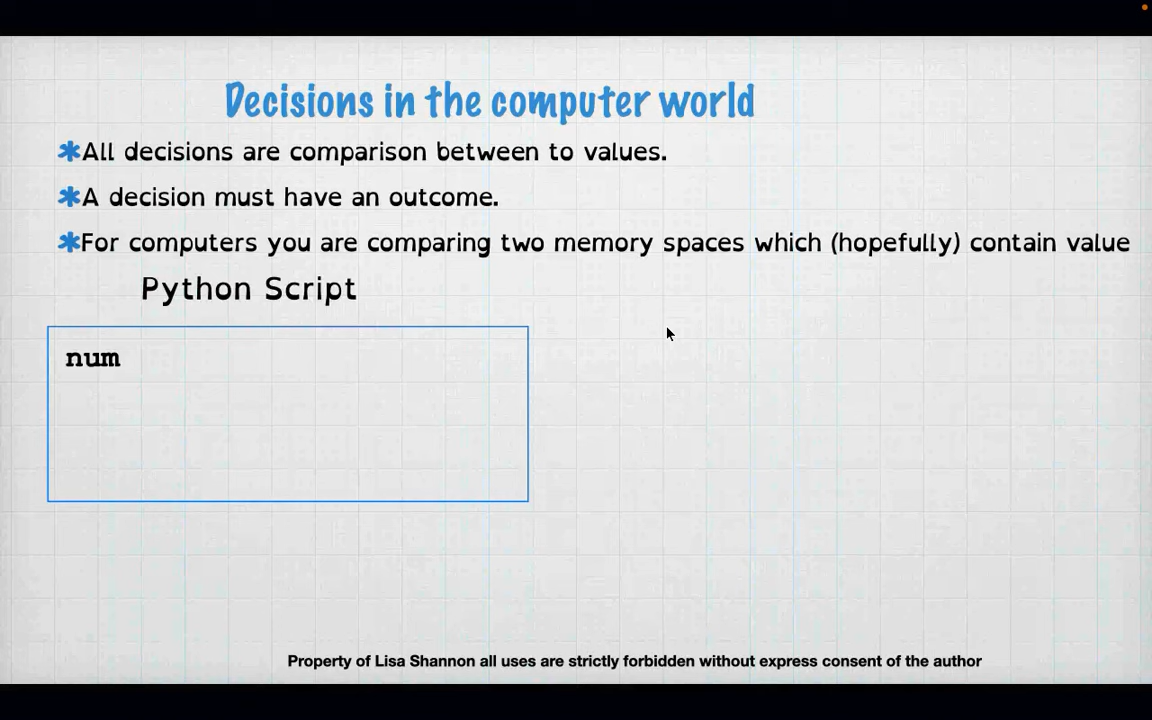 Decisions in the computer world
✱All decisions are comparison between to values.
✱A decision must have an outcome.
✱For computers you are comparing two memory spaces which (hopefully) contain value
Python Script
num
Property of Lisa Shannon all uses are strictly forbidden without express consent of the author